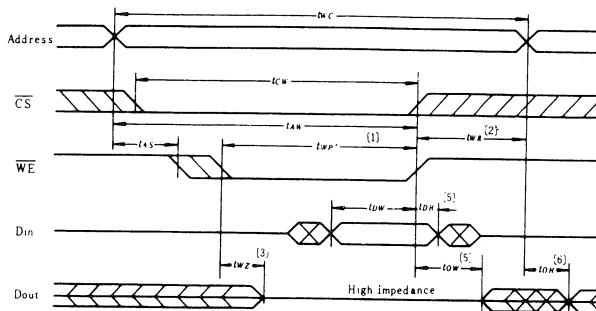 tWC
Address
tCW
CS
tAW
tAS
tWP (1)
tWR (2)
WE
tDW
tDH (5)
Din
tWZ (3)
tOW (5)
tOH (6)
Dout
High impedance